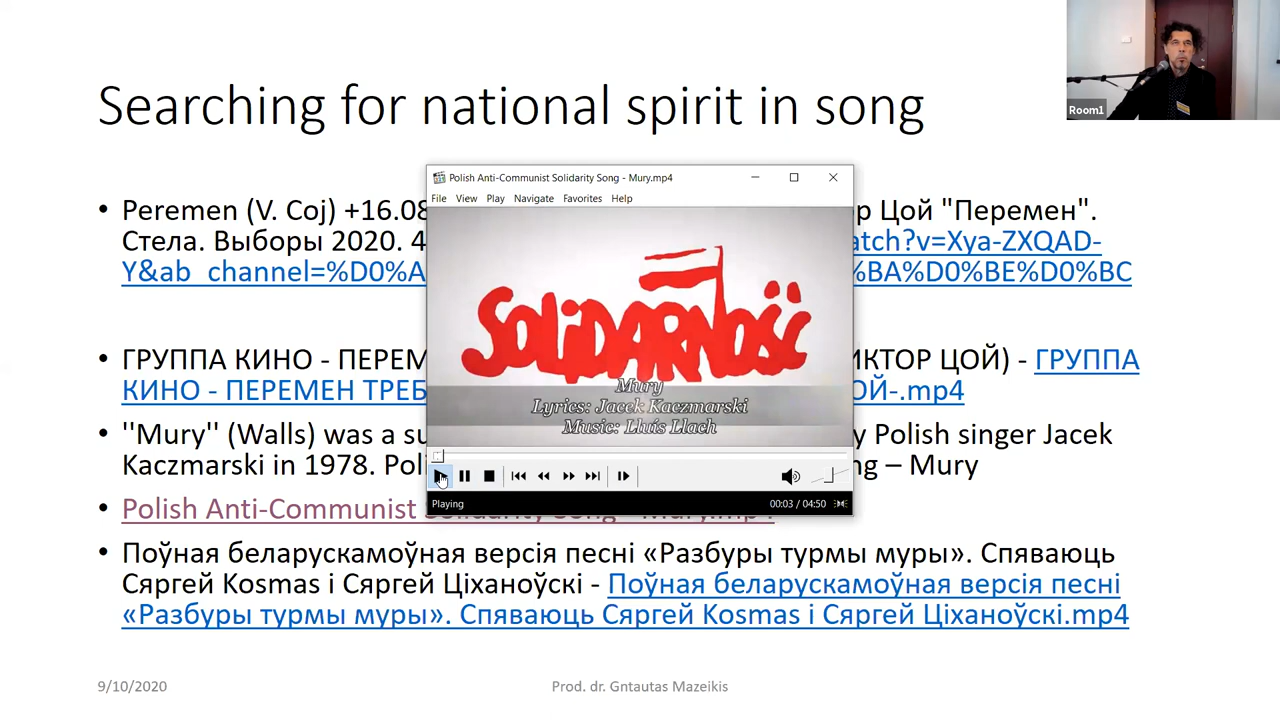 Searching for national spirit in song
Room1
• Peremen (V. Coj) +16.08
р Цой "Перемен".
Стела. Выборы 2020. 4
atch?v=Xya-ZXQAD-
Y&ab_channel=%D0%A
%BA%D0%BE%D0%BC
• ГРУППА КИНО - ПЕРЕМ
ИКТОР ЦОЙ) - ГРУППА
КИНО - ПЕРЕМЕН ТРЕБ
ОЙ-.mp4
• ''Mury'' (Walls) was a su
y Polish singer Jacek
Kaczmarski in 1978. Pol
ng – Mury
• Polish Anti-Communist Solidarity Song - Mury.mp4
• Поўная беларускамоўная версія песні «Разбуры турмы муры». Спяваюць
Сяргей Kosmas і Сяргей Ціханоўскі - Поўная беларускамоўная версія песні
«Разбуры турмы муры». Спяваюць Сяргей Kosmas і Сяргей Ціханоўскі.mp4
Polish Anti-Communist Solidarity Song - Mury.mp4
File View Play Navigate Favorites Help
SOLIDARNOŚĆ
Mury
Lyrics: Jacek Kaczmarski
Music: Lluís Llach
Playing
00:03 / 04:50
9/10/2020
Prod. dr. Gntautas Mazeikis